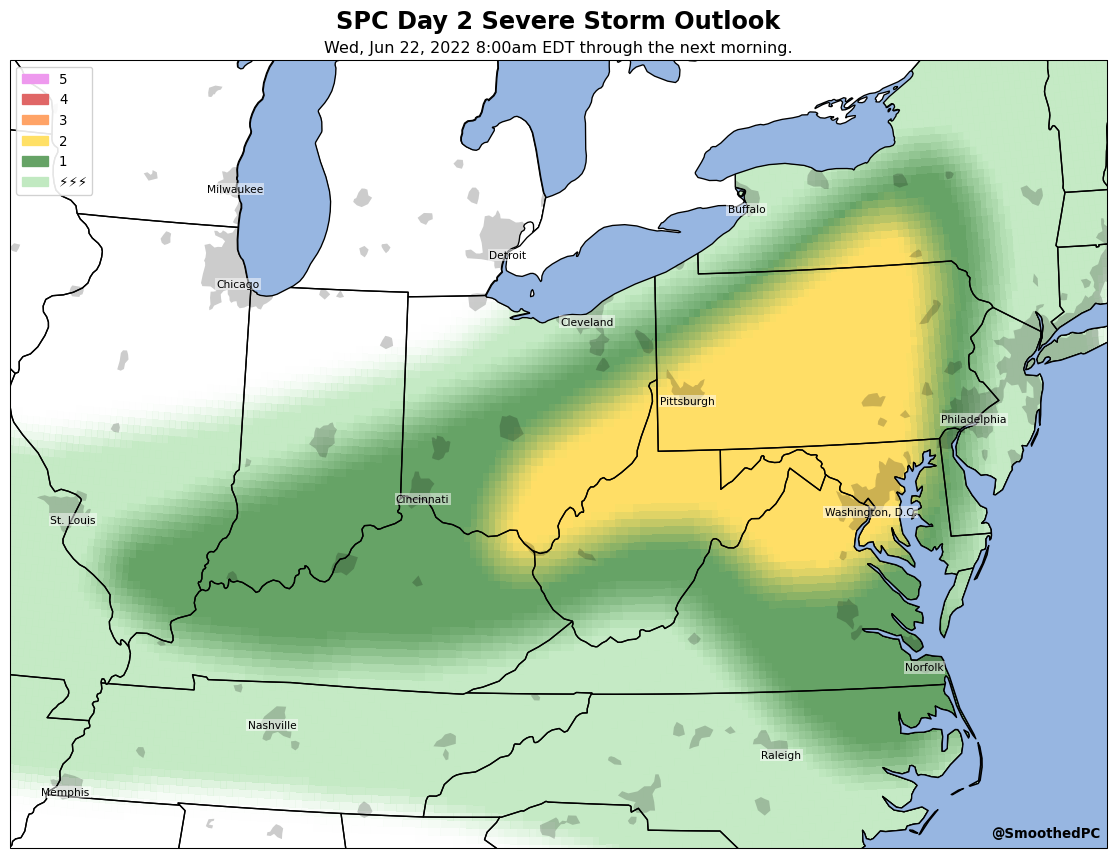 SPC Day 2 Severe Storm Outlook
Wed, Jun 22, 2022 8:00am EDT through the next morning.
5
4
3
2
1
⚡⚡⚡
Milwaukee
Buffalo
Detroit
Chicago
Cleveland
Pittsburgh
Philadelphia
Cincinnati
Washington, D.C.
St. Louis
Norfolk
Nashville
Raleigh
Memphis
@SmoothedPC